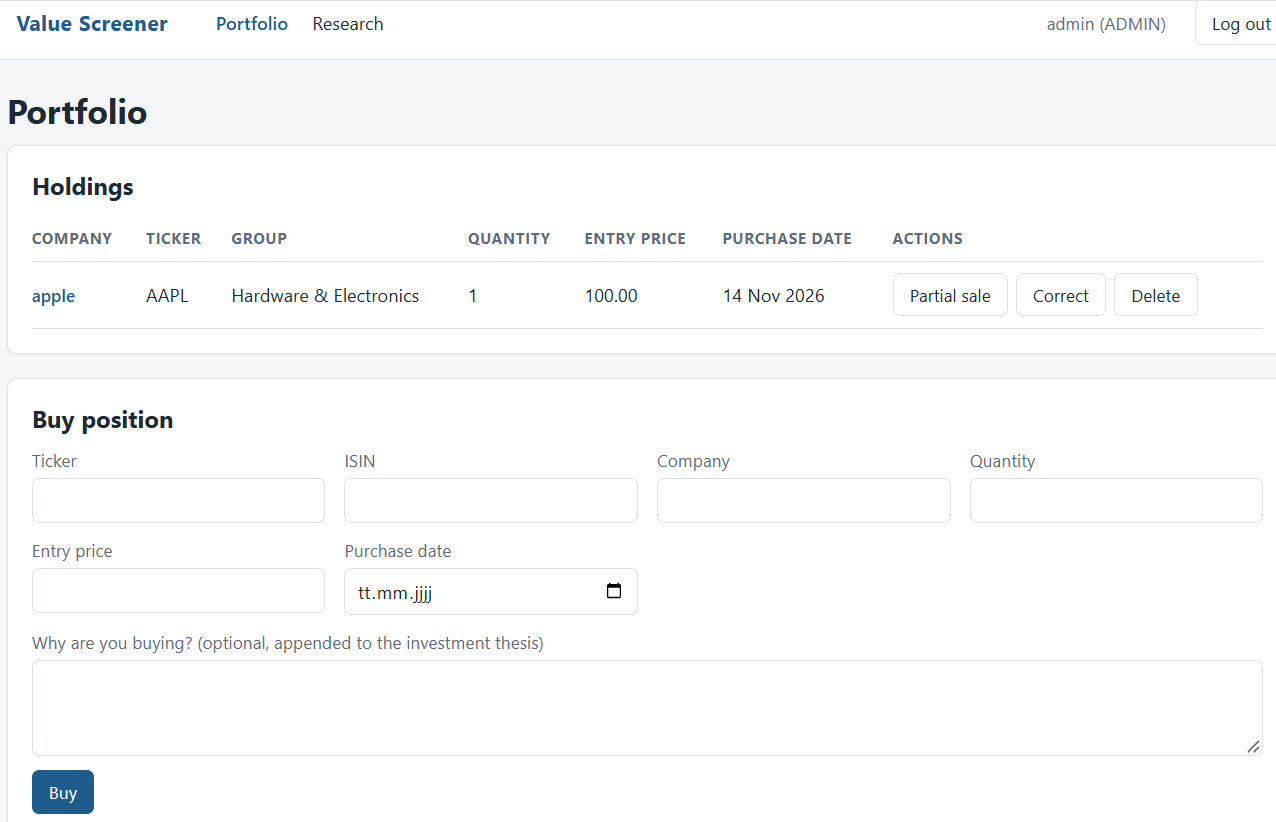 Value Screener Portfolio Research admin (ADMIN) Log out
Portfolio
Holdings
COMPANY TICKER GROUP QUANTITY ENTRY PRICE PURCHASE DATE ACTIONS
apple AAPL Hardware & Electronics 1 100.00 14 Nov 2026 Partial sale Correct Delete
Buy position
Ticker ISIN Company Quantity
Entry price Purchase date
tt.mm.jjjj
Why are you buying? (optional, appended to the investment thesis)
Buy